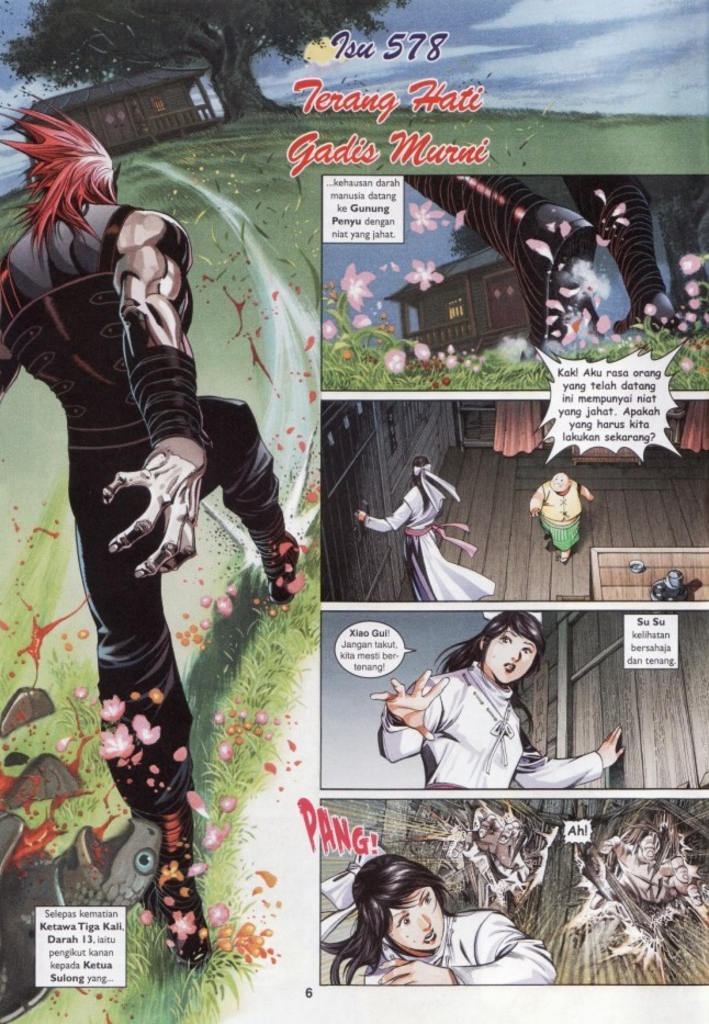 Isu 578
Terang Hati
Gadis Murni
Selepas kematian
Ketawa Tiga Kali,
Darah 13, iaitu
pengikut kanan
kepada Ketua
Sulong yang...
...kehausan darah
manusia datang
ke Gunung
Penyu dengan
niat yang jahat.
Kak! Aku rasa orang
yang telah datang
ini mempunyai niat
yang jahat. Apakah
yang harus kita
lakukan sekarang?
Xiao Gui!
Jangan takut,
kita mesti ber-
tenang!
Su Su
kelihatan
bersahaja
dan tenang.
PANG!
Ah!
6